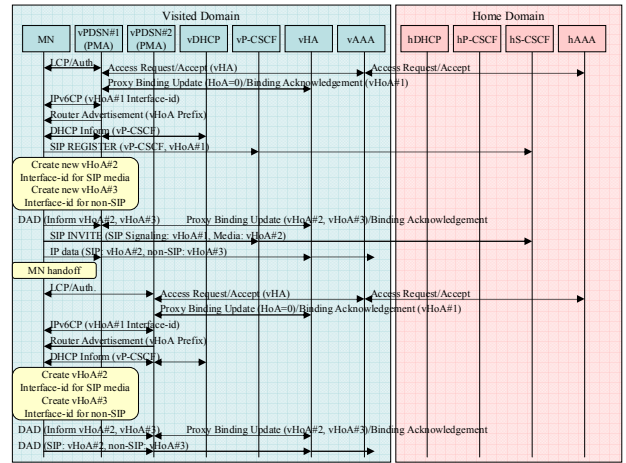 Visited Domain
Home Domain
MN
vPDSN#1 (PMA)
vPDSN#2 (PMA)
vDHCP
vP-CSCF
vHA
vAAA
hDHCP
hP-CSCF
hS-CSCF
hAAA
LCP/Auth.
Access Request/Accept (vHA)
Access Request/Accept
Proxy Binding Update (HoA=0)/Binding Acknowledgement (vHoA#1)
IPv6CP (vHoA#1 Interface-id)
Router Advertisement (vHoA Prefix)
DHCP Inform (vP-CSCF)
SIP REGISTER (vP-CSCF, vHoA#1)
Create new vHoA#2
Interface-id for SIP media
Create new vHoA#3
Interface-id for non-SIP
DAD (Inform vHoA#2, vHoA#3)
Proxy Binding Update (vHoA#2, vHoA#3)/Binding Acknowledgement
SIP INVITE (SIP Signaling: vHoA#1, Media: vHoA#2)
IP data (SIP: vHoA#2, non-SIP: vHoA#3)
MN handoff
LCP/Auth.
Access Request/Accept (vHA)
Access Request/Accept
Proxy Binding Update (HoA=0)/Binding Acknowledgement (vHoA#1)
IPv6CP (vHoA#1 Interface-id)
Router Advertisement (vHoA Prefix)
DHCP Inform (vP-CSCF)
Create vHoA#2
Interface-id for SIP media
Create vHoA#3
Interface-id for non-SIP
DAD (Inform vHoA#2, vHoA#3)
Proxy Binding Update (vHoA#2, vHoA#3)/Binding Acknowledgement
DAD (SIP: vHoA#2, non-SIP: vHoA#3)